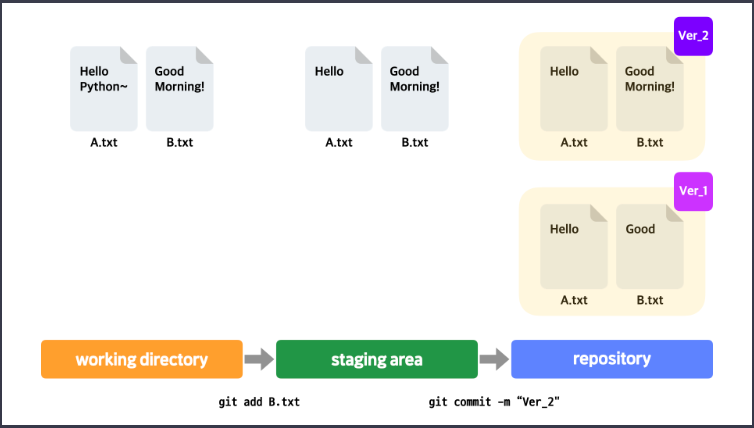 Ver_2
Hello
Python~
Good
Morning!
Hello
Good
Morning!
Hello
Good
Morning!
A.txt
B.txt
A.txt
B.txt
A.txt
B.txt
Ver_1
Hello
Good
A.txt
B.txt
working directory
staging area
repository
git add B.txt
git commit -m “Ver_2"